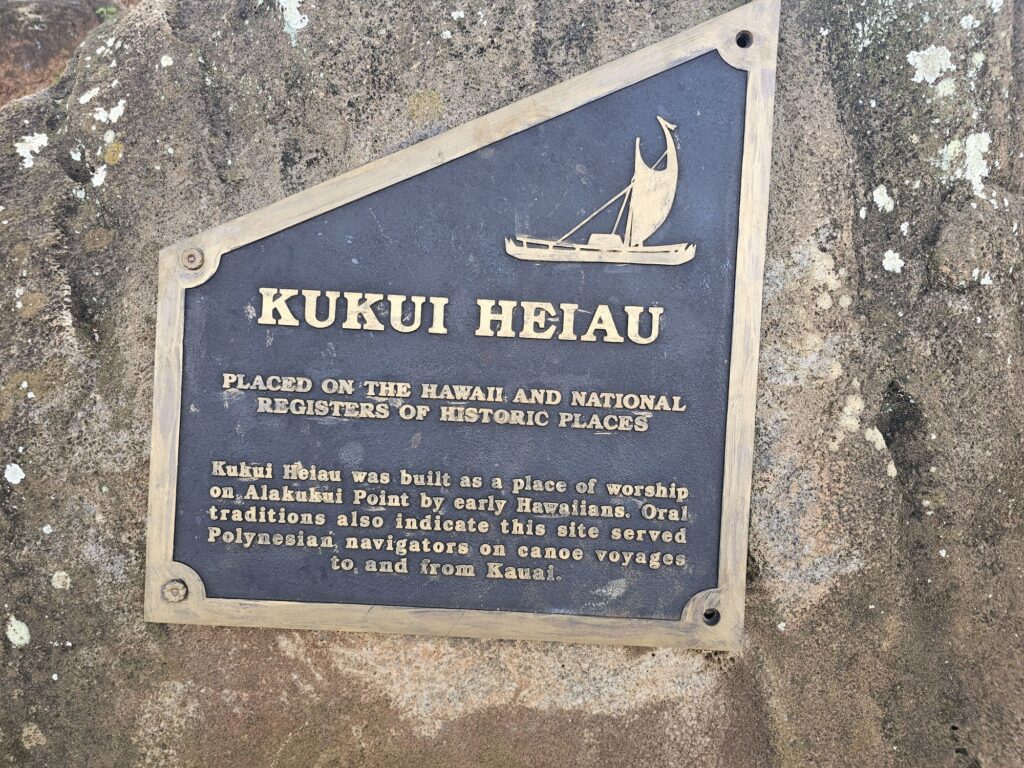 KUKUI HEIAU
PLACED ON THE HAWAII AND NATIONAL
REGISTERS OF HISTORIC PLACES
Kukui Heiau was built as a place of worship
on Alakukui Point by early Hawaiians. Oral
traditions also indicate this site served
Polynesian navigators on canoe voyages
to and from Kauai.